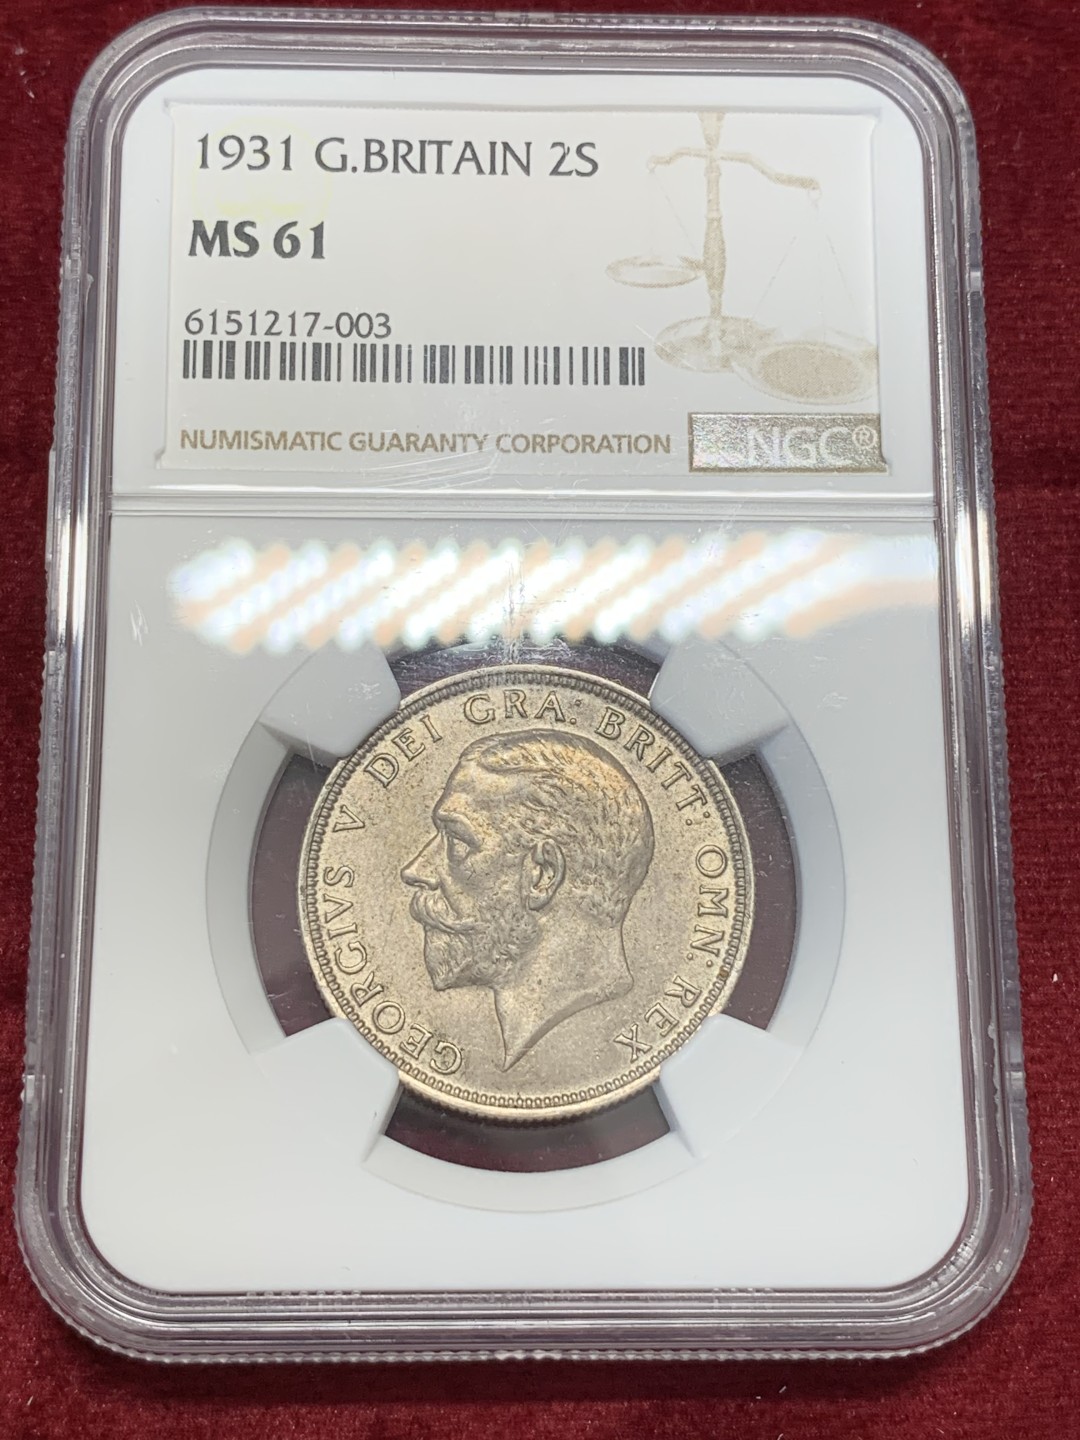 1931 G.BRITAIN 2S
MS 61
6151217-003
NUMISMATIC GUARANTY CORPORATION
NGC®
GEORGIVS V DEI GRA: BRITT: OMN: REX